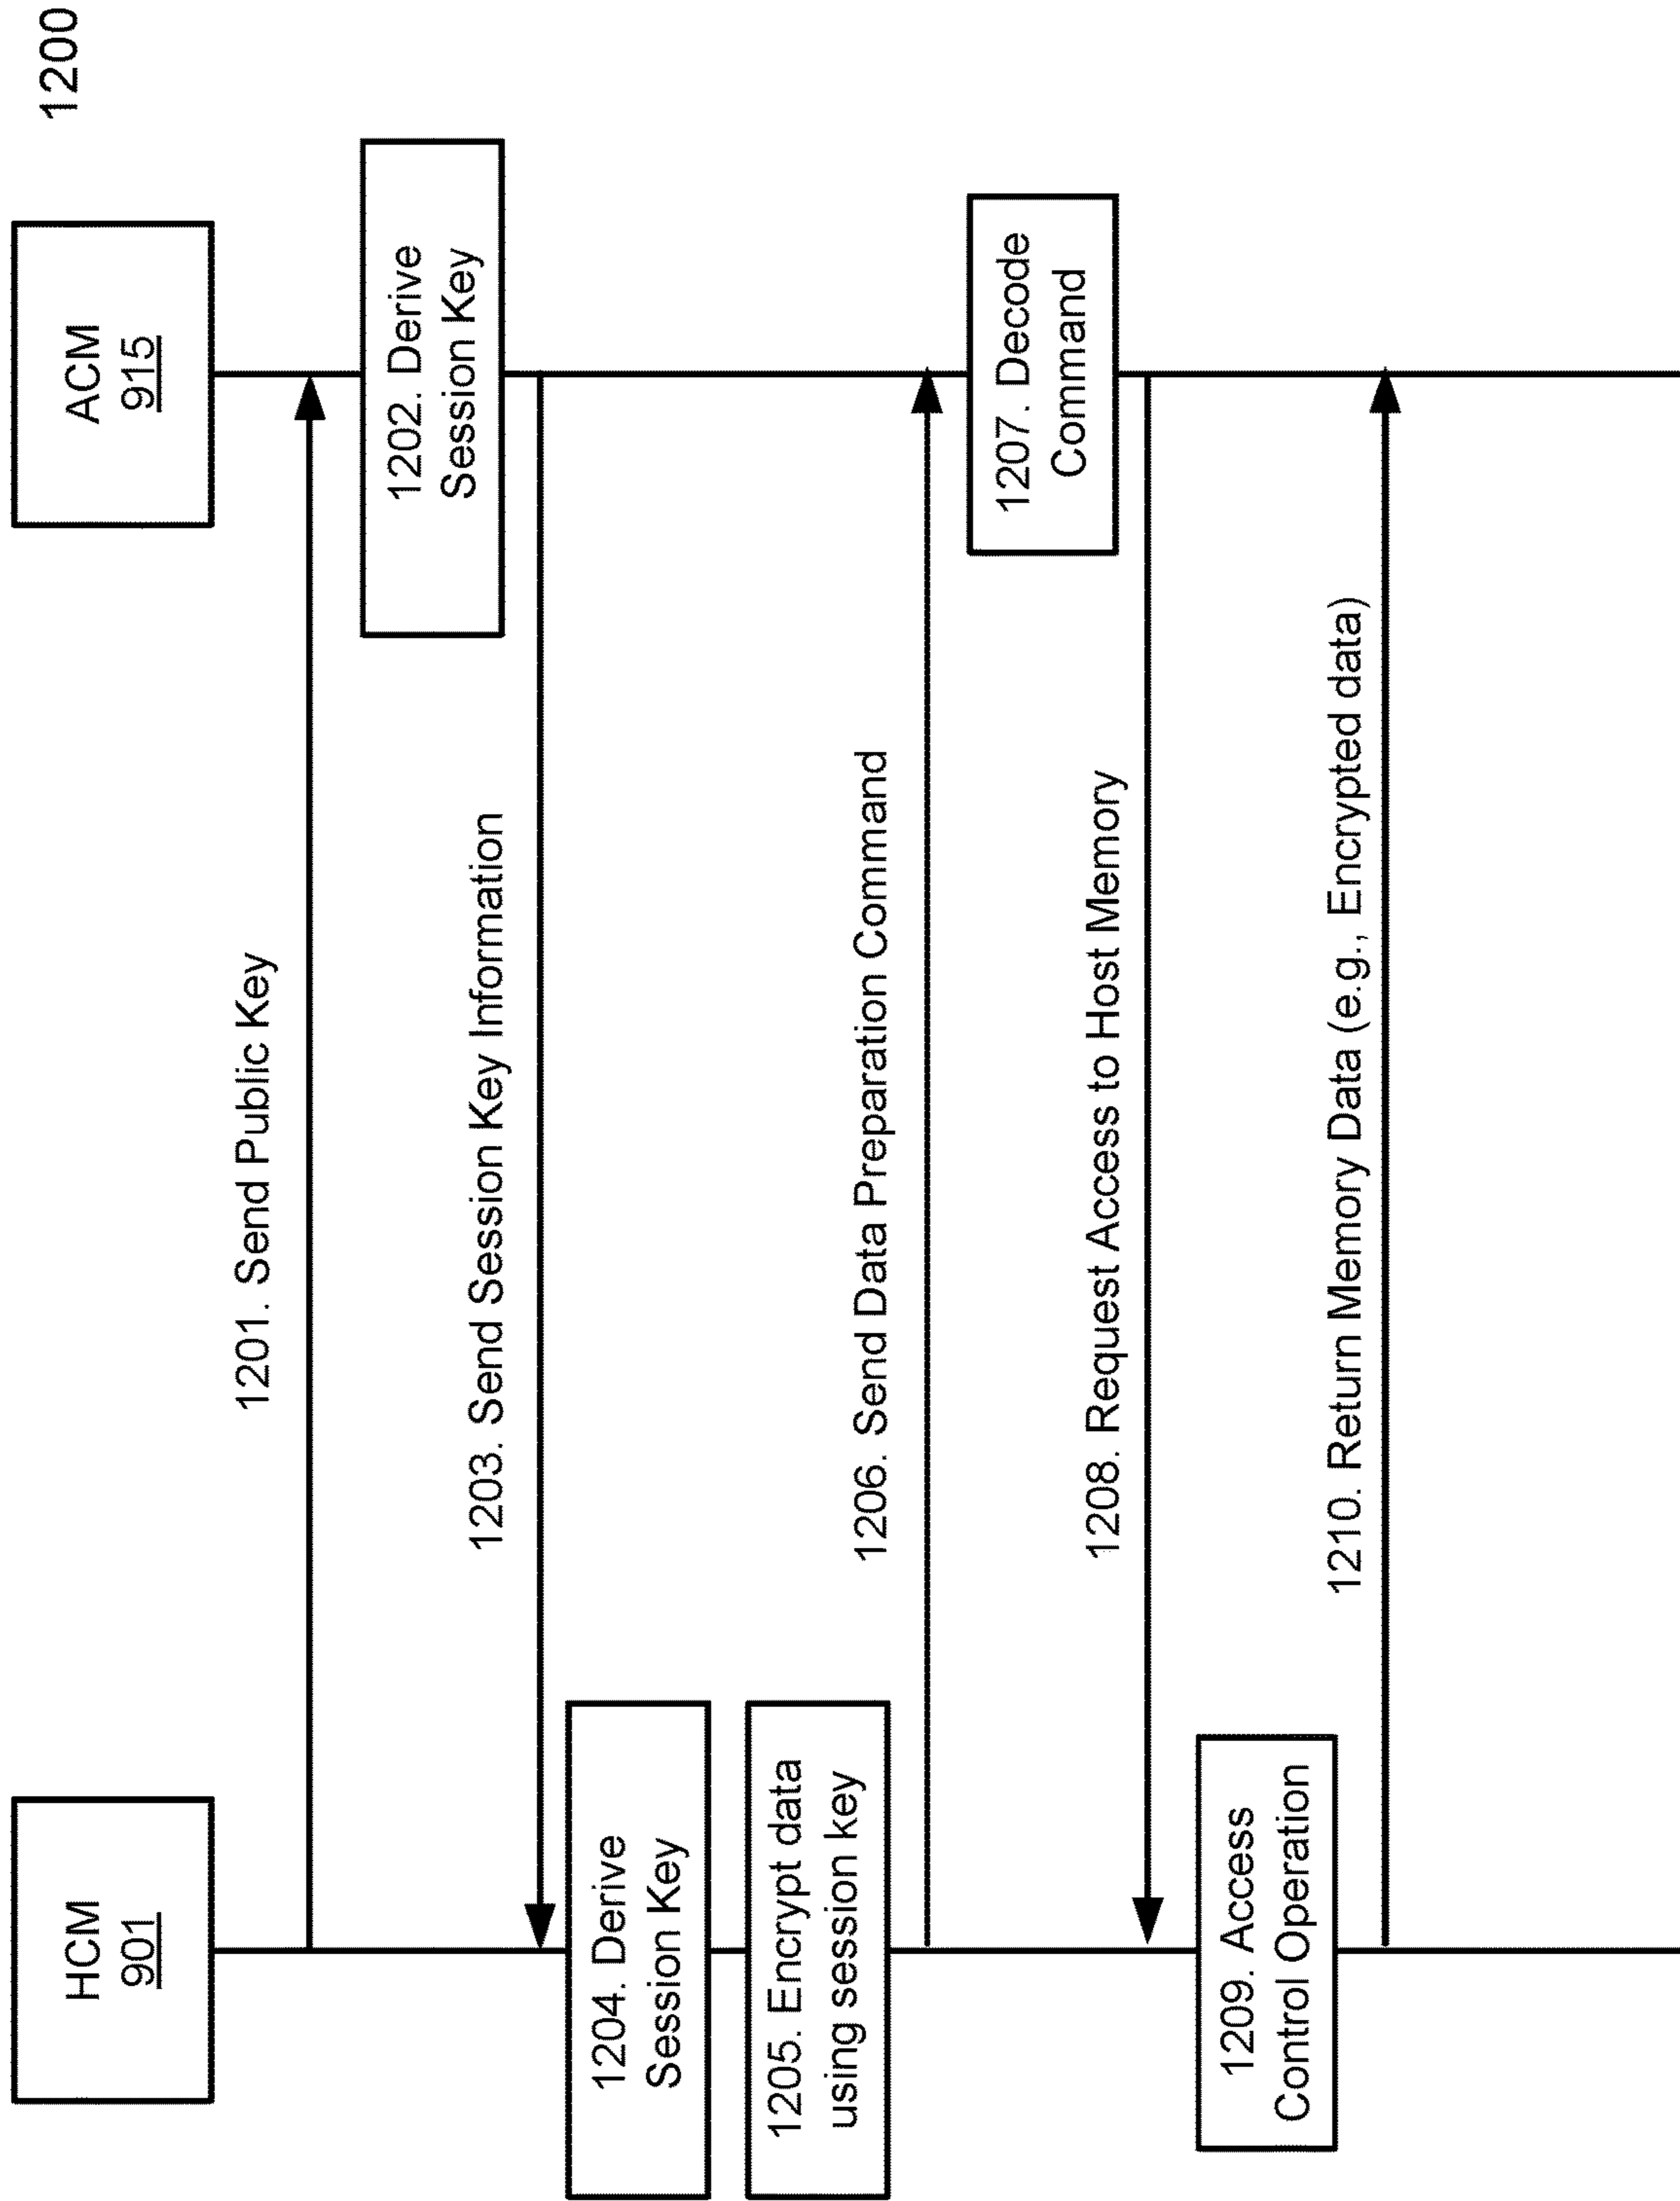 1200
HCM
901
ACM
915
1201. Send Public Key
1202. Derive
Session Key
1203. Send Session Key Information
1204. Derive
Session Key
1205. Encrypt data
using session key
1206. Send Data Preparation Command
1207. Decode
Command
1208. Request Access to Host Memory
1209. Access
Control Operation
1210. Return Memory Data (e.g., Encrypted data)